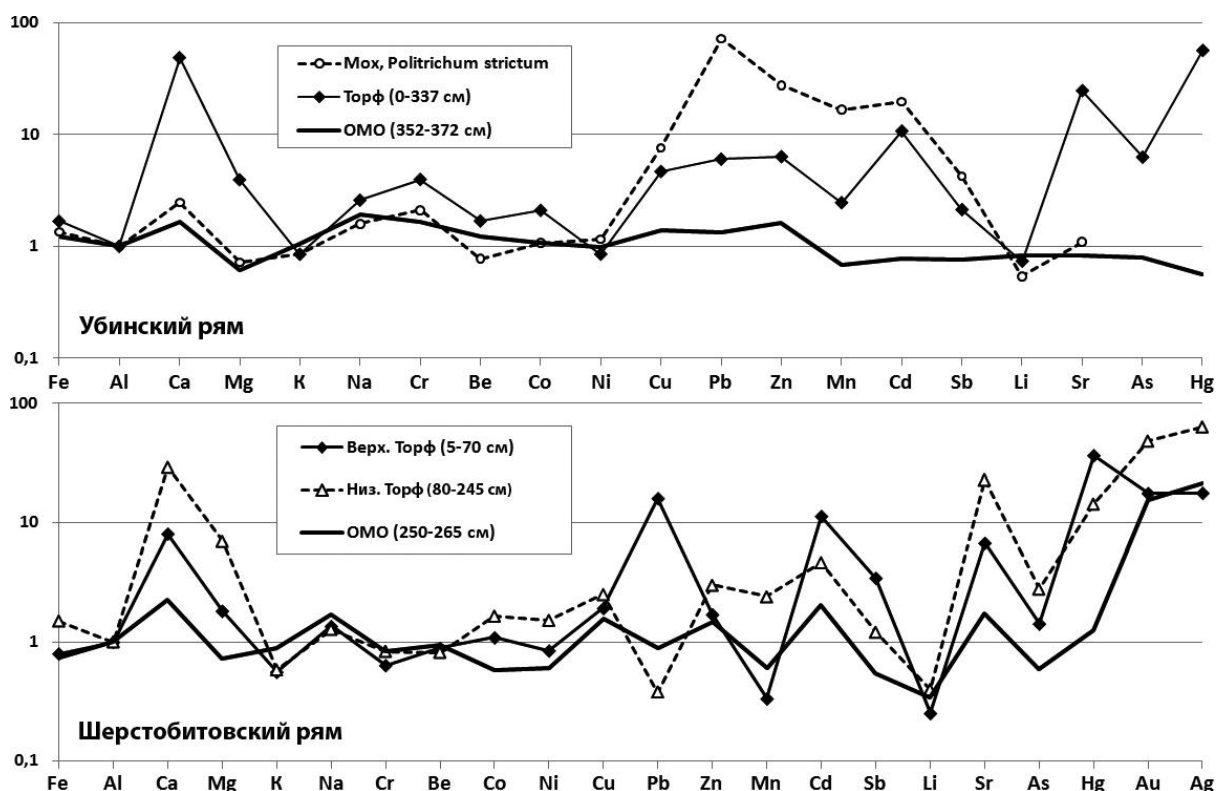 100
Мох, Politrichum strictum
Торф (0-337 см)
ОМО (352-372 см)
10
1
Убинский рям
0,1
Fe Al Ca Mg К Na Cr Be Co Ni Cu Pb Zn Mn Cd Sb Li Sr As Hg
100
Верх. Торф (5-70 см)
Низ. Торф (80-245 см)
ОМО (250-265 см)
10
1
Шерстобитовский рям
0,1
Fe Al Ca Mg К Na Cr Be Co Ni Cu Pb Zn Mn Cd Sb Li Sr As Hg Au Ag